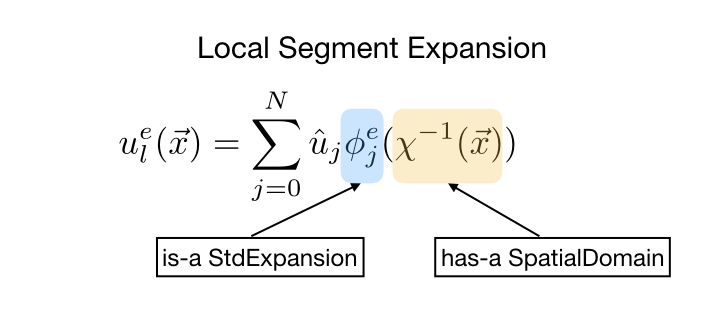 Local Segment Expansion
$u_l^e(\vec{x}) = \sum_{j=0}^{N} \hat{u}_j \phi_j^e(\chi^{-1}(\vec{x}))$
is-a StdExpansion
has-a SpatialDomain